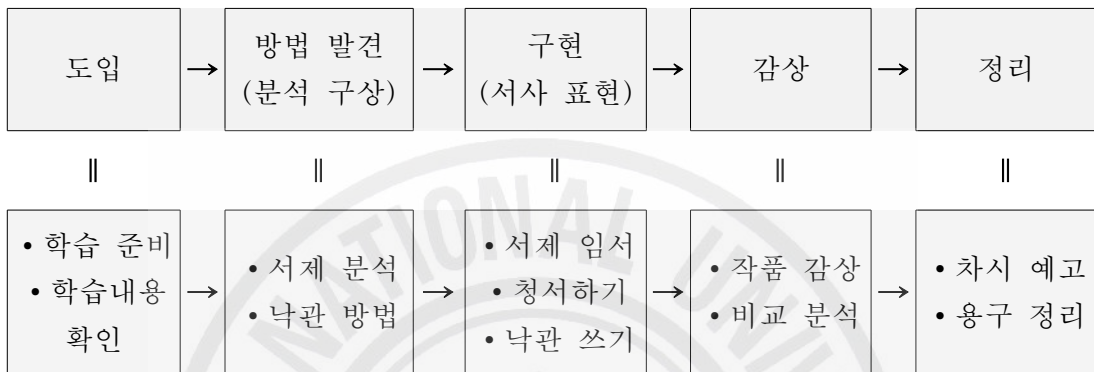 도입 → 방법 발견 (분석 구상) → 구현 (서사 표현) → 감상 → 정리
∥ ∥ ∥ ∥ ∥
• 학습 준비
• 학습내용
확인
→
• 서제 분석
• 낙관 방법
→
• 서제 임서
• 청서하기
• 낙관 쓰기
→
• 작품 감상
• 비교 분석
→
• 차시 예고
• 용구 정리
NATIONAL UNI